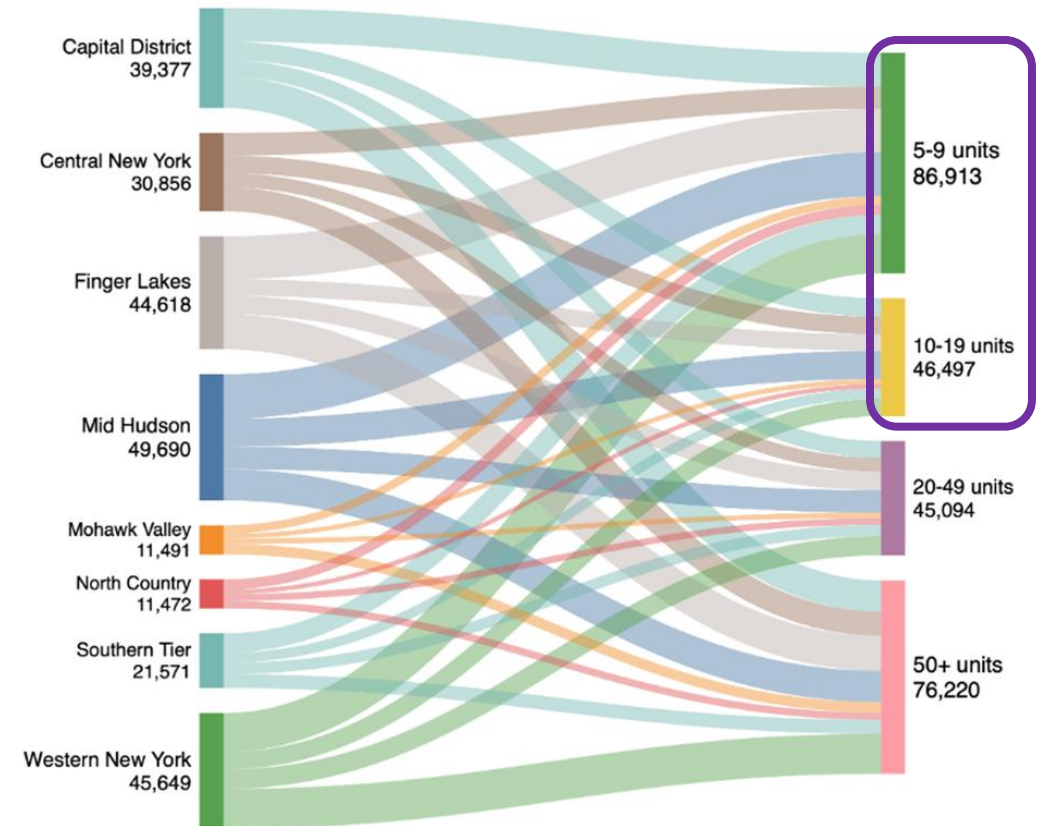 Capital District
39,377
Central New York
30,856
Finger Lakes
44,618
Mid Hudson
49,690
Mohawk Valley
11,491
North Country
11,472
Southern Tier
21,571
Western New York
45,649
5-9 units
86,913
10-19 units
46,497
20-49 units
45,094
50+ units
76,220